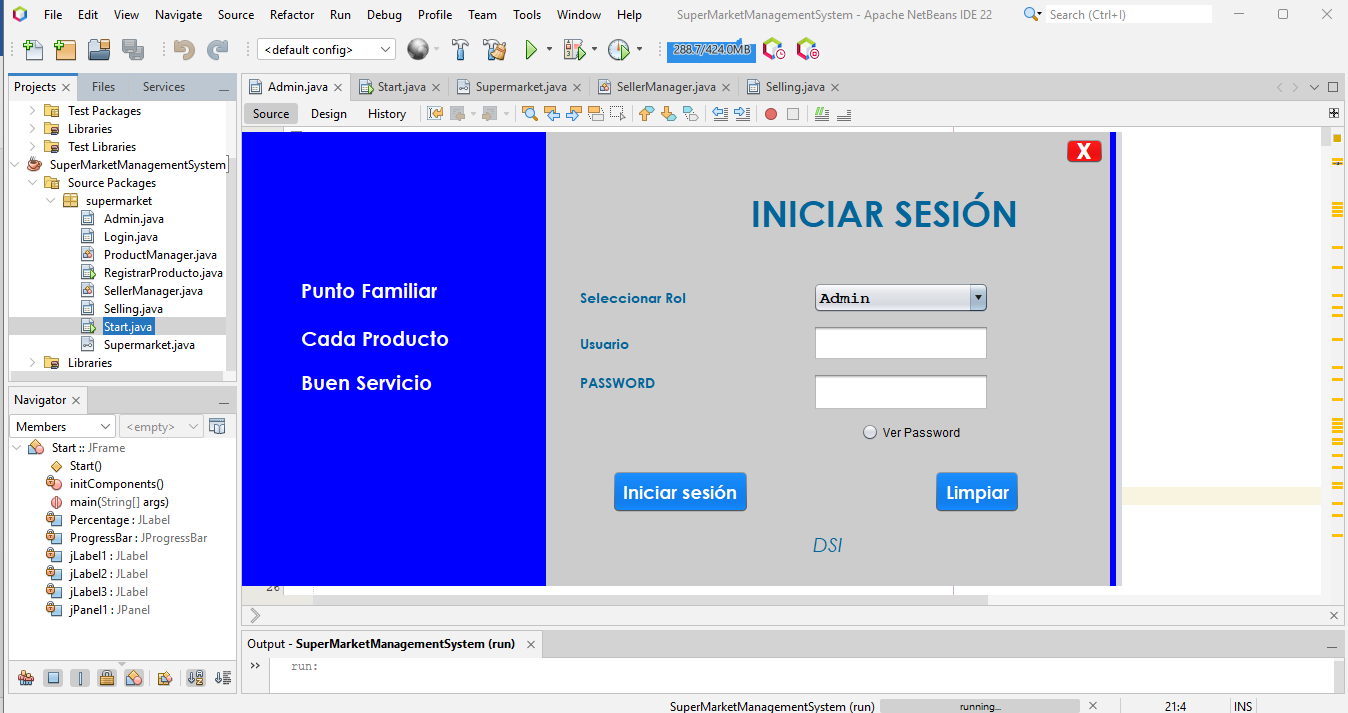 File Edit View Navigate Source Refactor Run Debug Profile Team Tools Window Help SuperMarketManagementSystem - Apache NetBeans IDE 22 Search (Ctrl+I)
<default config> 288.7/424.0MB
Projects Files Services
Admin.java Start.java Supermarket.java SellerManager.java Selling.java
Source Design History
Test Packages
Libraries
Test Libraries
SuperMarketManagementSystem
Source Packages
supermarket
Admin.java
Login.java
ProductManager.java
RegistrarProducto.java
SellerManager.java
Selling.java
Start.java
Supermarket.java
Libraries
Navigator
Members <empty>
Start :: JFrame
Start()
initComponents()
main(String[] args)
Percentage : JLabel
ProgressBar : JProgressBar
jLabel1 : JLabel
jLabel2 : JLabel
jLabel3 : JLabel
jPanel1 : JPanel
X
INICIAR SESIÓN
Punto Familiar
Cada Producto
Buen Servicio
Seleccionar Rol Admin
Usuario
PASSWORD
Ver Password
Iniciar sesión Limpiar
DSI
26
Output - SuperMarketManagementSystem (run)
run:
SuperMarketManagementSystem (run) running... 21:4 INS